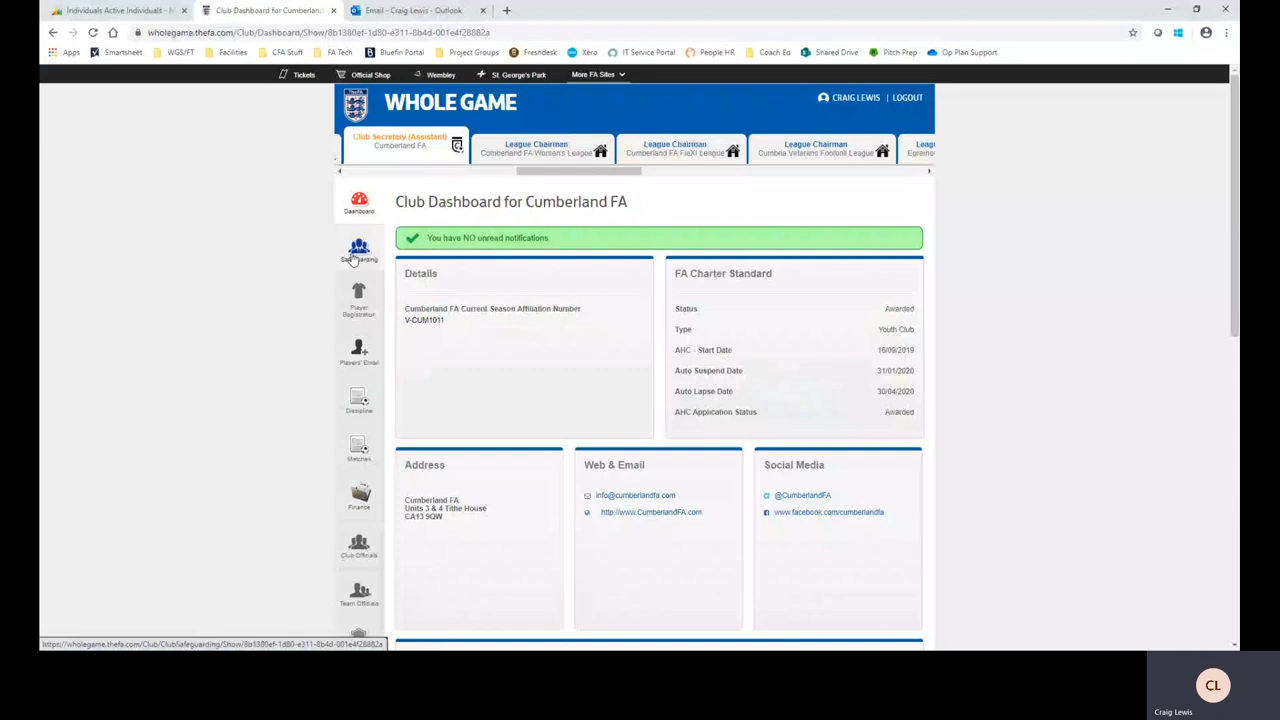 Individuals Active Individualt - M
Club Dashboard for Cumberland
Email - Craig Lewis - Outlook
wholegame.thefa.com/Club/Dashboard/Show/8b1380ef-1d80-e311-8b4d-001e4f28882a
Apps
Smartsheet
WGS/FT
Facilities
CFA Stuff
FA Tech
Bluefin Portal
Project Groups
Freshdesk
Xero
IT Service Portal
People HR
Coach Ed
Shared Drive
Pitch Prep
Op Plan Support
Tickets
Official Shop
Wembley
St. George's Park
More FA Sites
WHOLE GAME
CRAIG LEWIS | LOGOUT
Club Secretary (Assistant)
Cumberland FA
League Chairman
Cumberland FA Women's League
League Chairman
Cumberland FA FleXI League
League Chairman
Cumbria Veterans Football League
Leagu
Egremon
Dashboard
Safeguarding
Player
Registration
Players' Email
Discipline
Matches
Finance
Club Officials
Team Officials
Club Dashboard for Cumberland FA
You have NO unread notifications.
Details
Cumberland FA Current Season Affiliation Number
V-CUM1011
FA Charter Standard
Status Awarded
Type Youth Club
AHC - Start Date 16/09/2019
Auto Suspend Date 31/01/2020
Auto Lapse Date 30/04/2020
AHC Application Status Awarded
Address
Cumberland FA
Units 3 & 4 Tithe House
CA13 9QW
Web & Email
info@cumberlandfa.com
http://www.CumberlandFA.com
Social Media
@CumberlandFA
www.facebook.com/cumberlandfa
https://wholegame.thefa.com/Club/ClubSafeguarding/Show/8b1380ef-1d80-e311-8b4d-001e4f28882a
CL
Craig Lewis